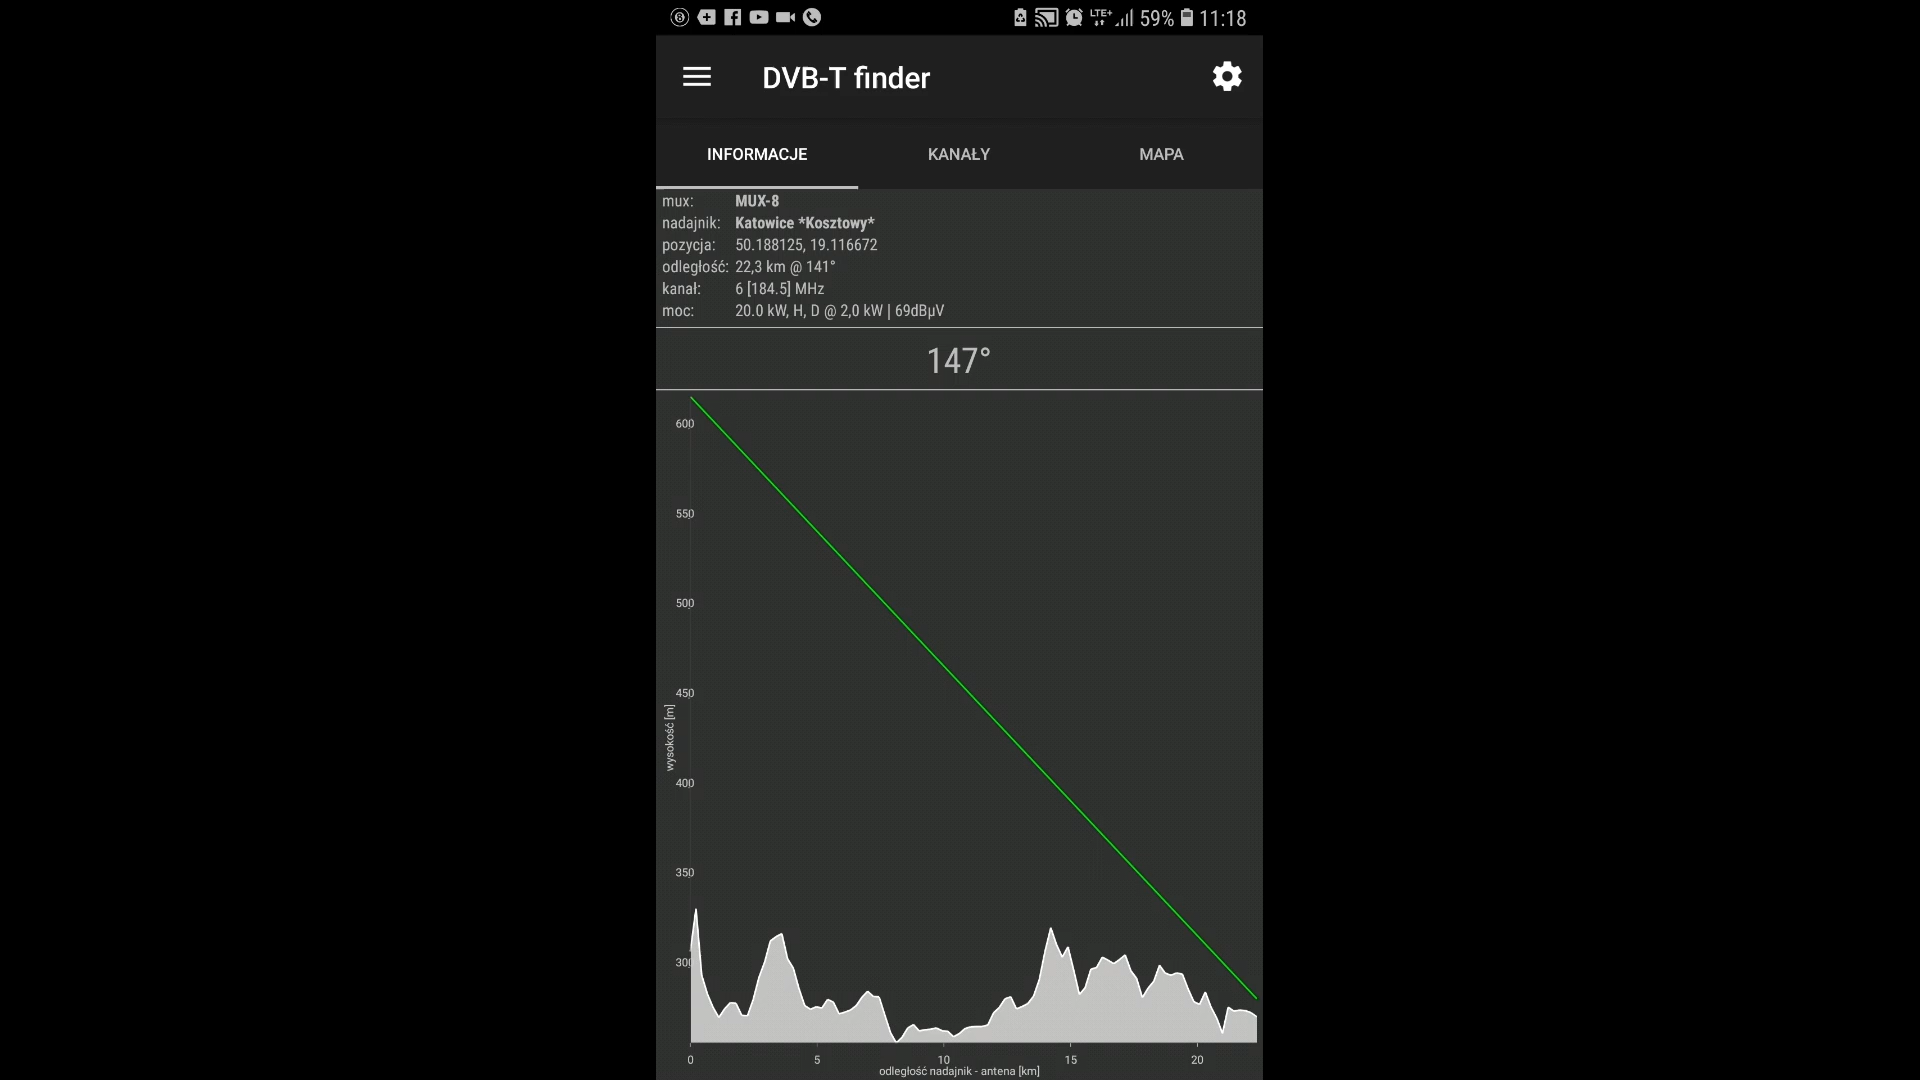 LTE+ 59% 11:18
DVB-T finder
INFORMACJE KANAŁY MAPA
mux: MUX-8
nadajnik: Katowice *Kosztowy*
pozycja: 50.188125, 19.116672
odległość: 22,3 km @ 141°
kanał: 6 [184.5] MHz
moc: 20.0 kW, H, D @ 2,0 kW | 69dBµV
147°
600
550
500
450
wysokość [m]
400
350
300
0 5 10 15 20
odległość nadajnik - antena [km]